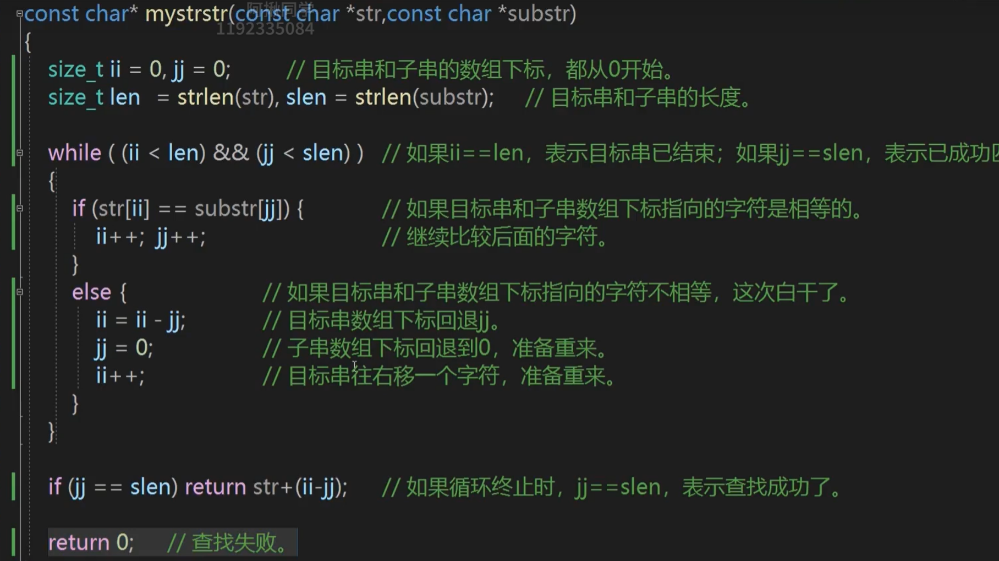 const char* mystrstr(const char *str,const char *substr)
阿揪同学
1192335084
{
size_t ii = 0, jj = 0; // 目标串和子串的数组下标，都从0开始。
size_t len = strlen(str), slen = strlen(substr); // 目标串和子串的长度。
while ( (ii < len) && (jj < slen) ) // 如果ii==len，表示目标串已结束；如果jj==slen，表示已成功
{
if (str[ii] == substr[jj]) { // 如果目标串和子串数组下标指向的字符是相等的。
ii++; jj++; // 继续比较后面的字符。
}
else { // 如果目标串和子串数组下标指向的字符不相等，这次白干了。
ii = ii - jj; // 目标串数组下标回退jj。
jj = 0; // 子串数组下标回退到0，准备重来。
ii++; // 目标串往右移一个字符，准备重来。
}
}
if (jj == slen) return str+(ii-jj); // 如果循环终止时，jj==slen，表示查找成功了。
return 0; // 查找失败。